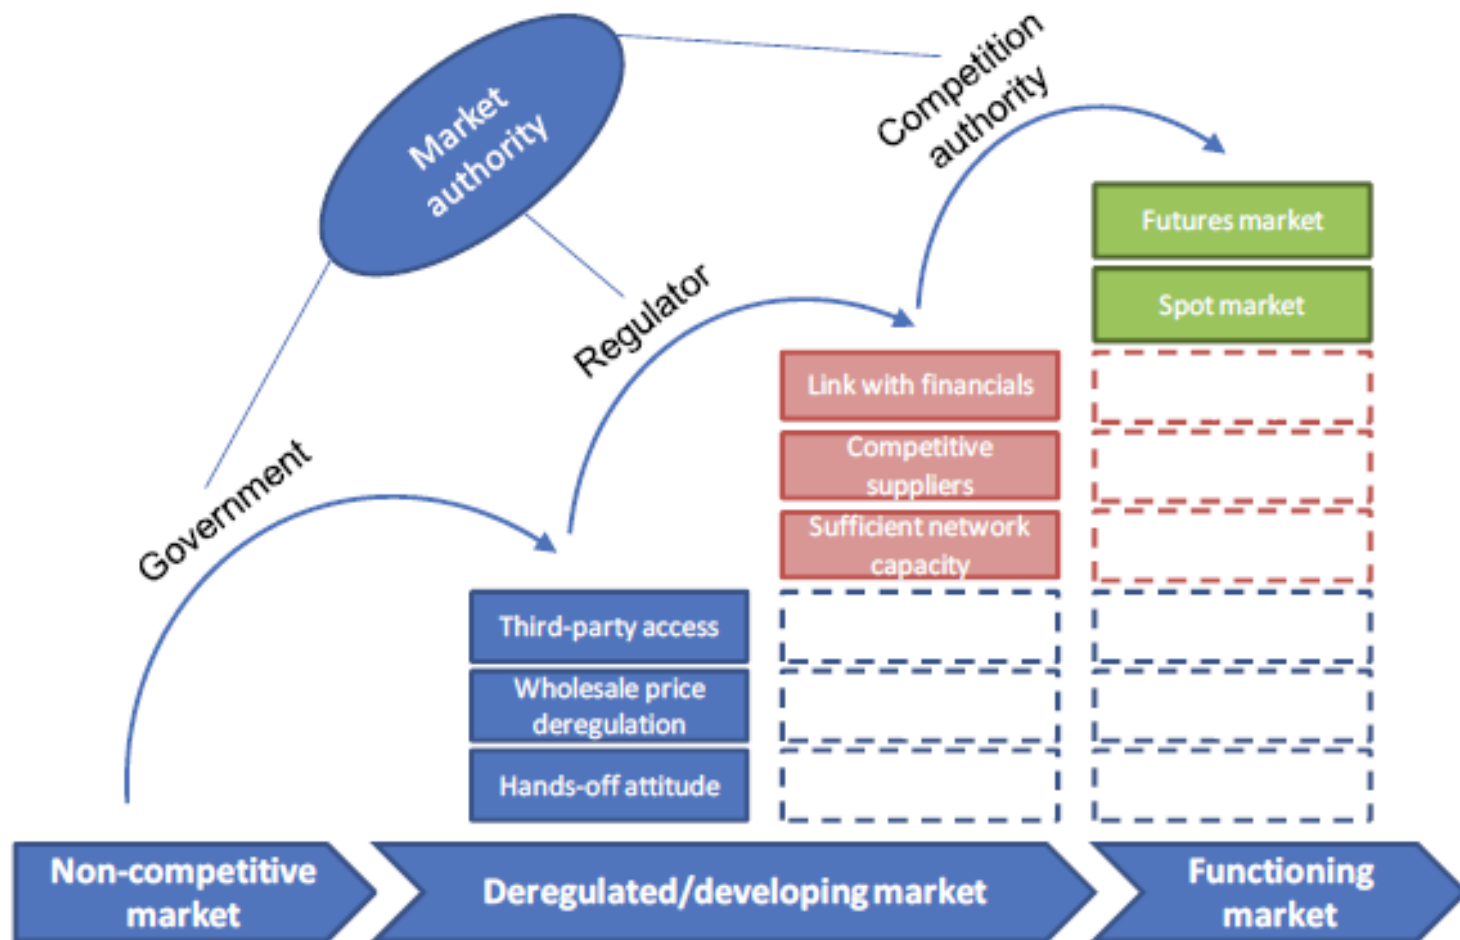 Market
authority
Competition
authority
Regulator
Government
Futures market
Spot market
Link with financials
Competitive
suppliers
Sufficient network
capacity
Third-party access
Wholesale price
deregulation
Hands-off attitude
Non-competitive
market
Deregulated/developing market
Functioning
market